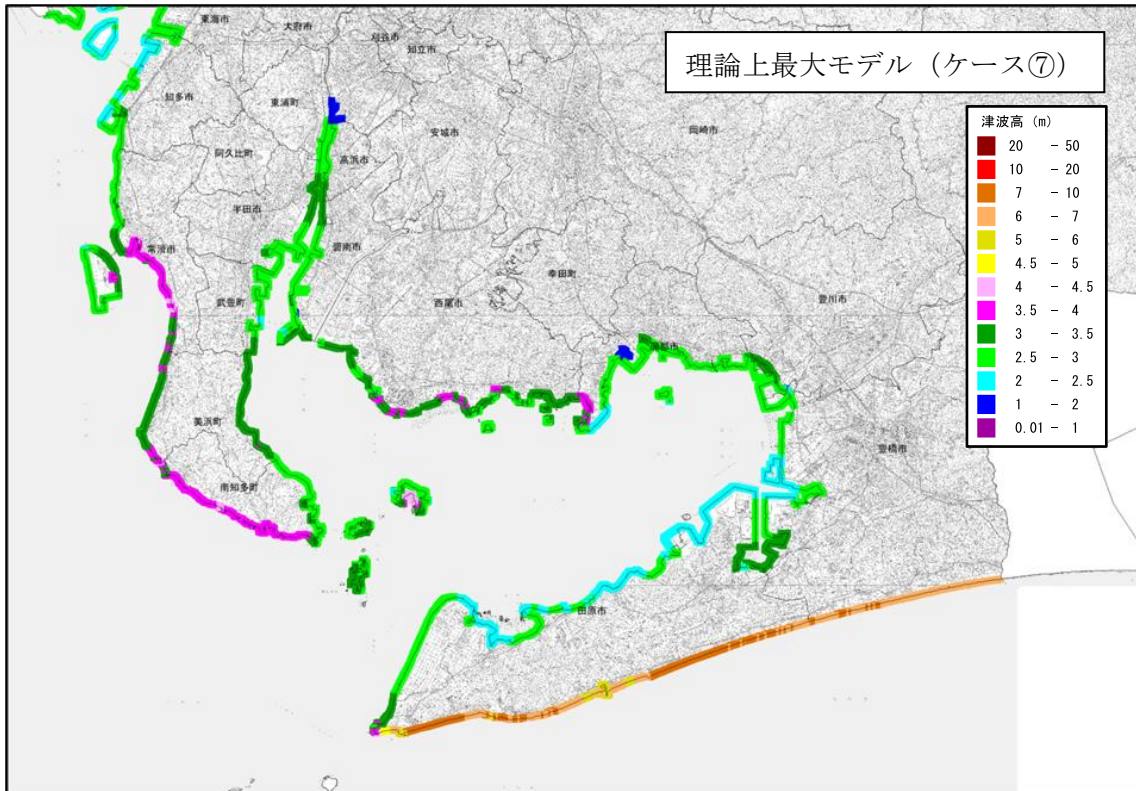 東海市
大府市
刈谷市
知立市
理論上最大モデル（ケース⑦）
知多市
東浦町
安城市
岡崎市
阿久比町
高浜市
半田市
常滑市
碧南市
幸田町
武豊町
西尾市
豊川市
蒲郡市
美浜町
豊橋市
南知多町
田原市
津波高 (m)
20 - 50
10 - 20
7 - 10
6 - 7
5 - 6
4.5 - 5
4 - 4.5
3.5 - 4
3 - 3.5
2.5 - 3
2 - 2.5
1 - 2
0.01 - 1